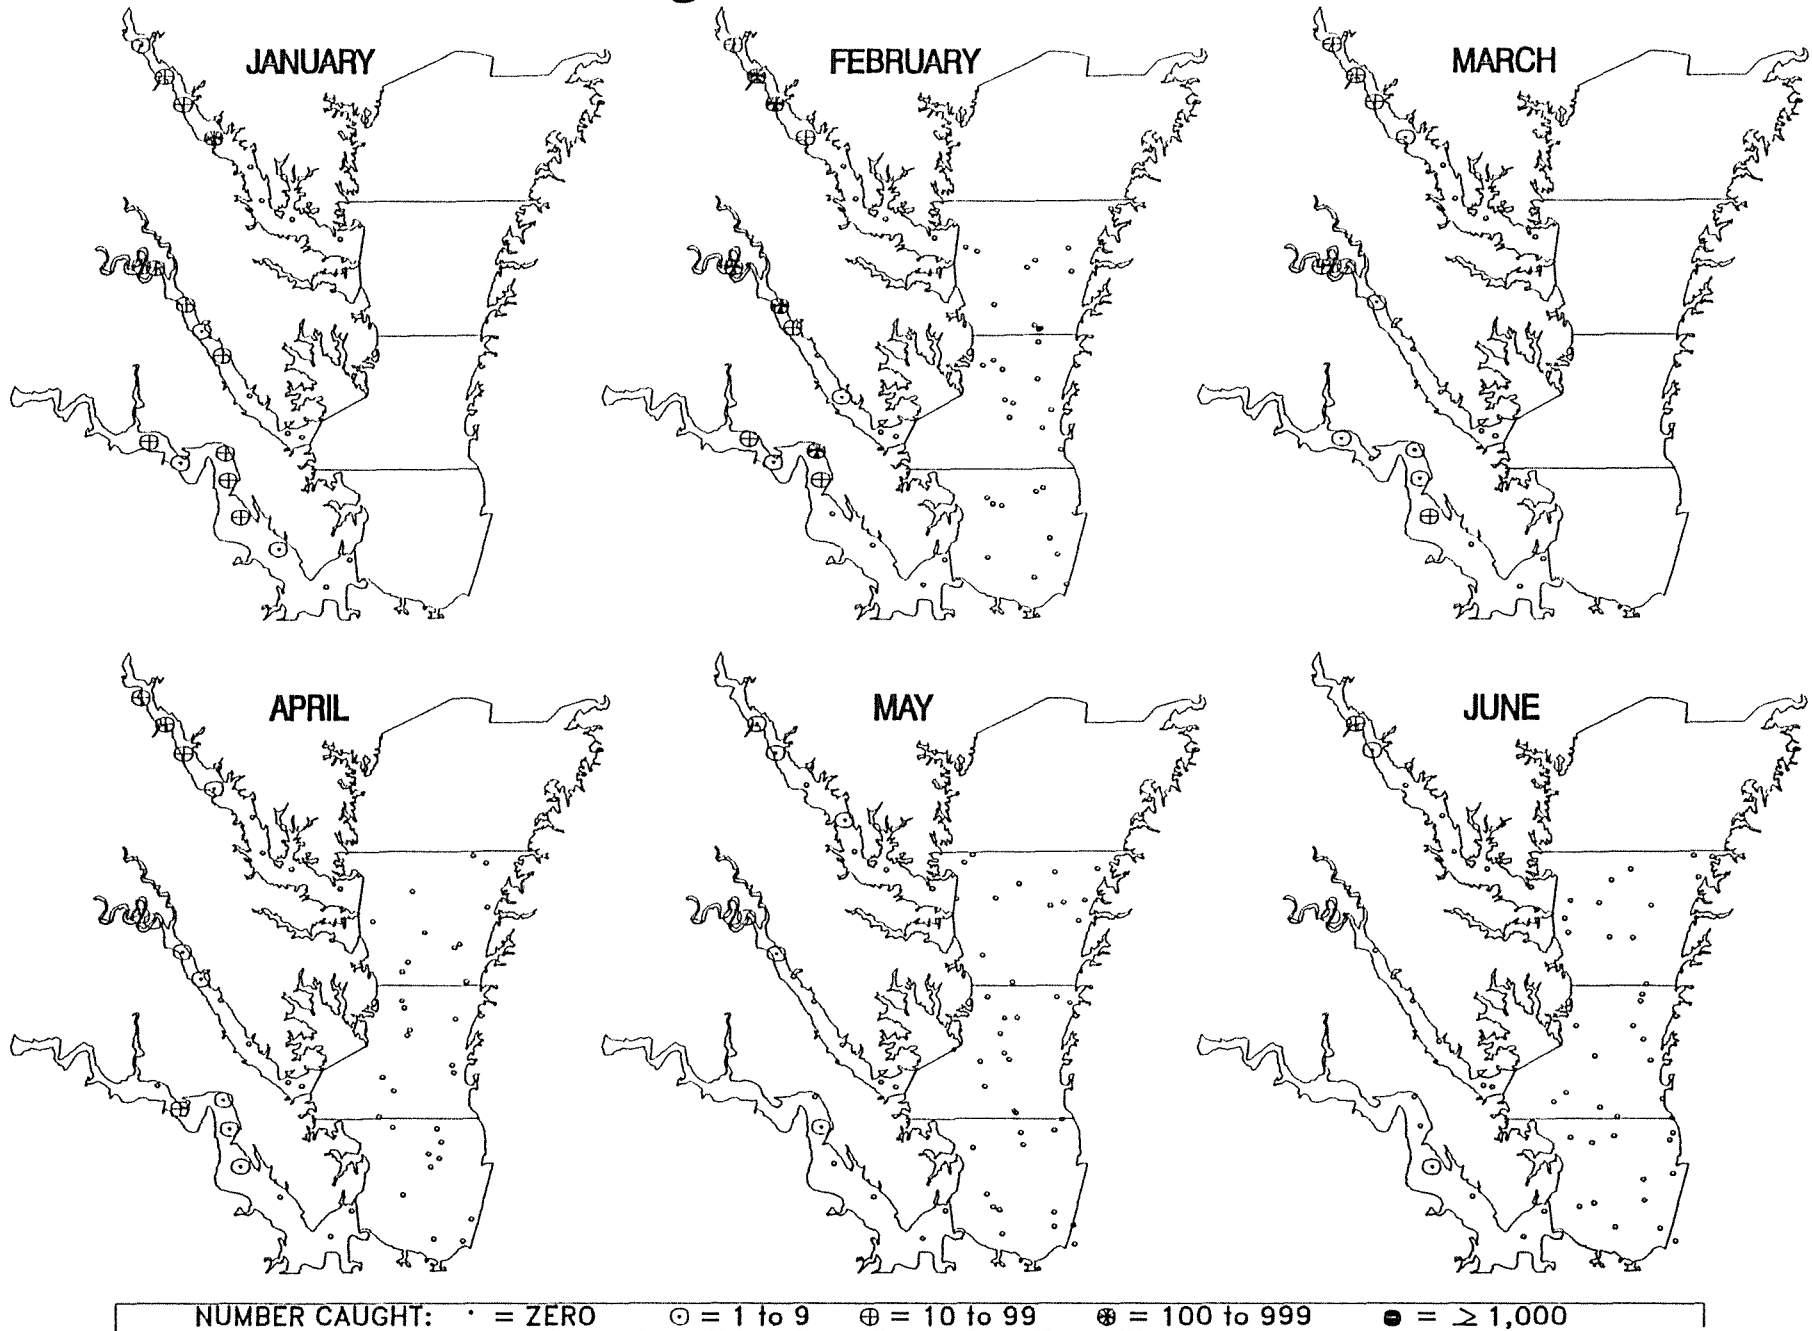 JANUARY
FEBRUARY
MARCH
APRIL
MAY
JUNE
NUMBER CAUGHT: · = ZERO ⊙ = 1 to 9 ⊕ = 10 to 99 ⊛ = 100 to 999 ● = ≥ 1,000